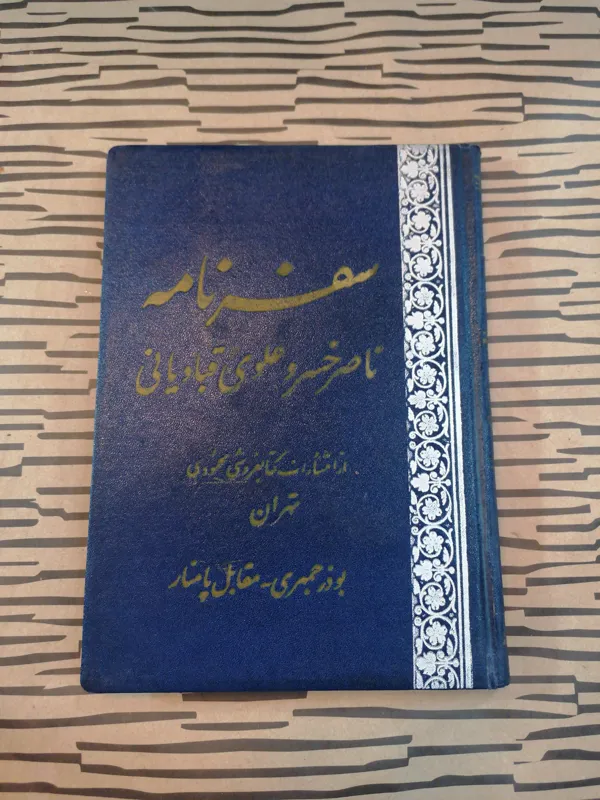 سفرنامه
ناصر خسرو علوی قبادیانی
از انتشارات کتابفروشی محمودی
تهران
بوذرجمهری - مقابل پامنار